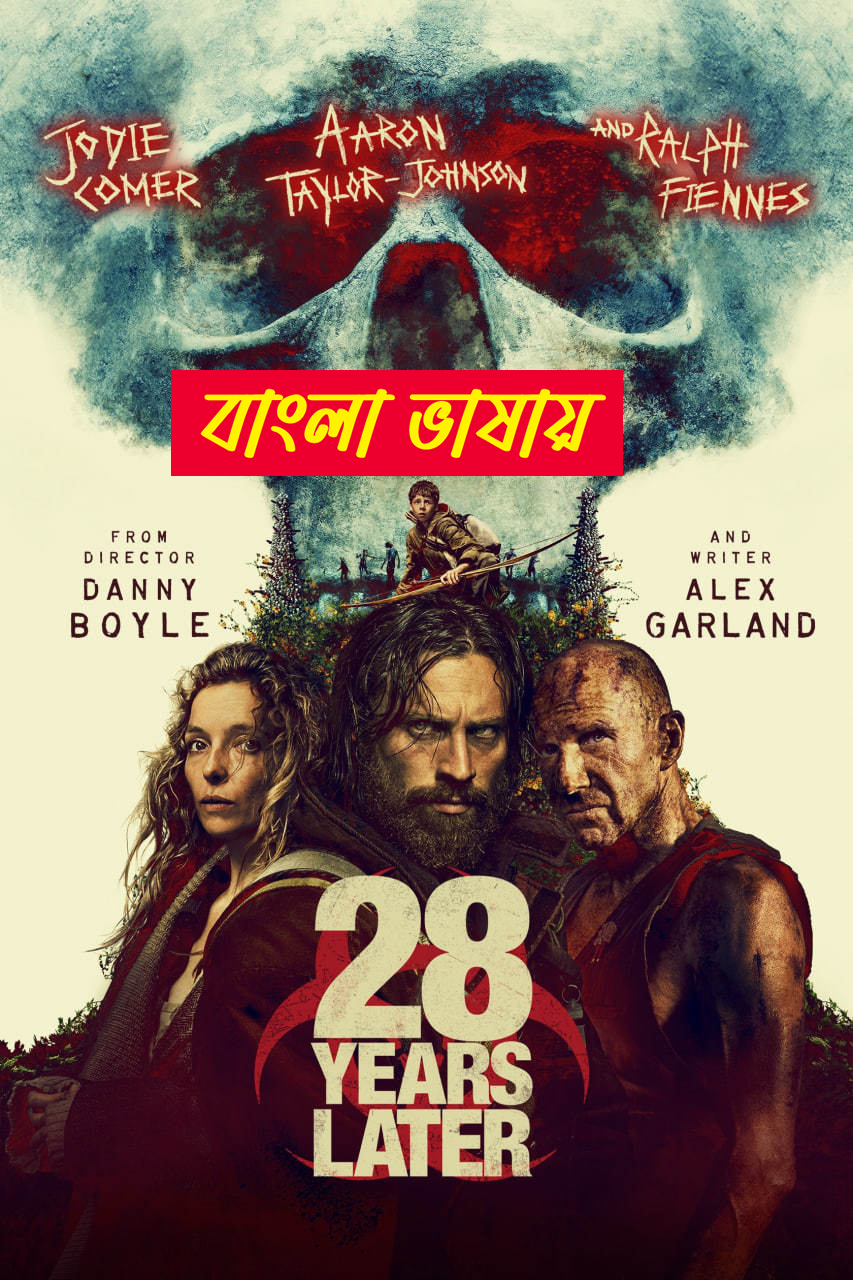 JODIE
COMER
AARON
TAYLOR-JOHNSON
AND RALPH
FIENNES
বাংলা ভাষায়
FROM
DIRECTOR
DANNY
BOYLE
AND
WRITER
ALEX
GARLAND
28
YEARS
LATER